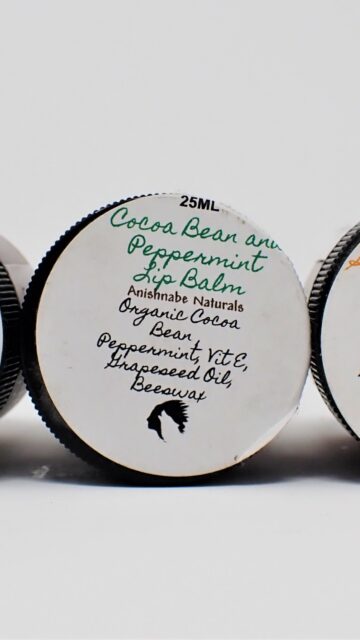 25ML
Cocoa Bean and
Peppermint
Lip Balm
Anishnabe Naturals
Organic Cocoa
Bean,
Peppermint, Vit E,
Grapeseed Oil,
Beeswax